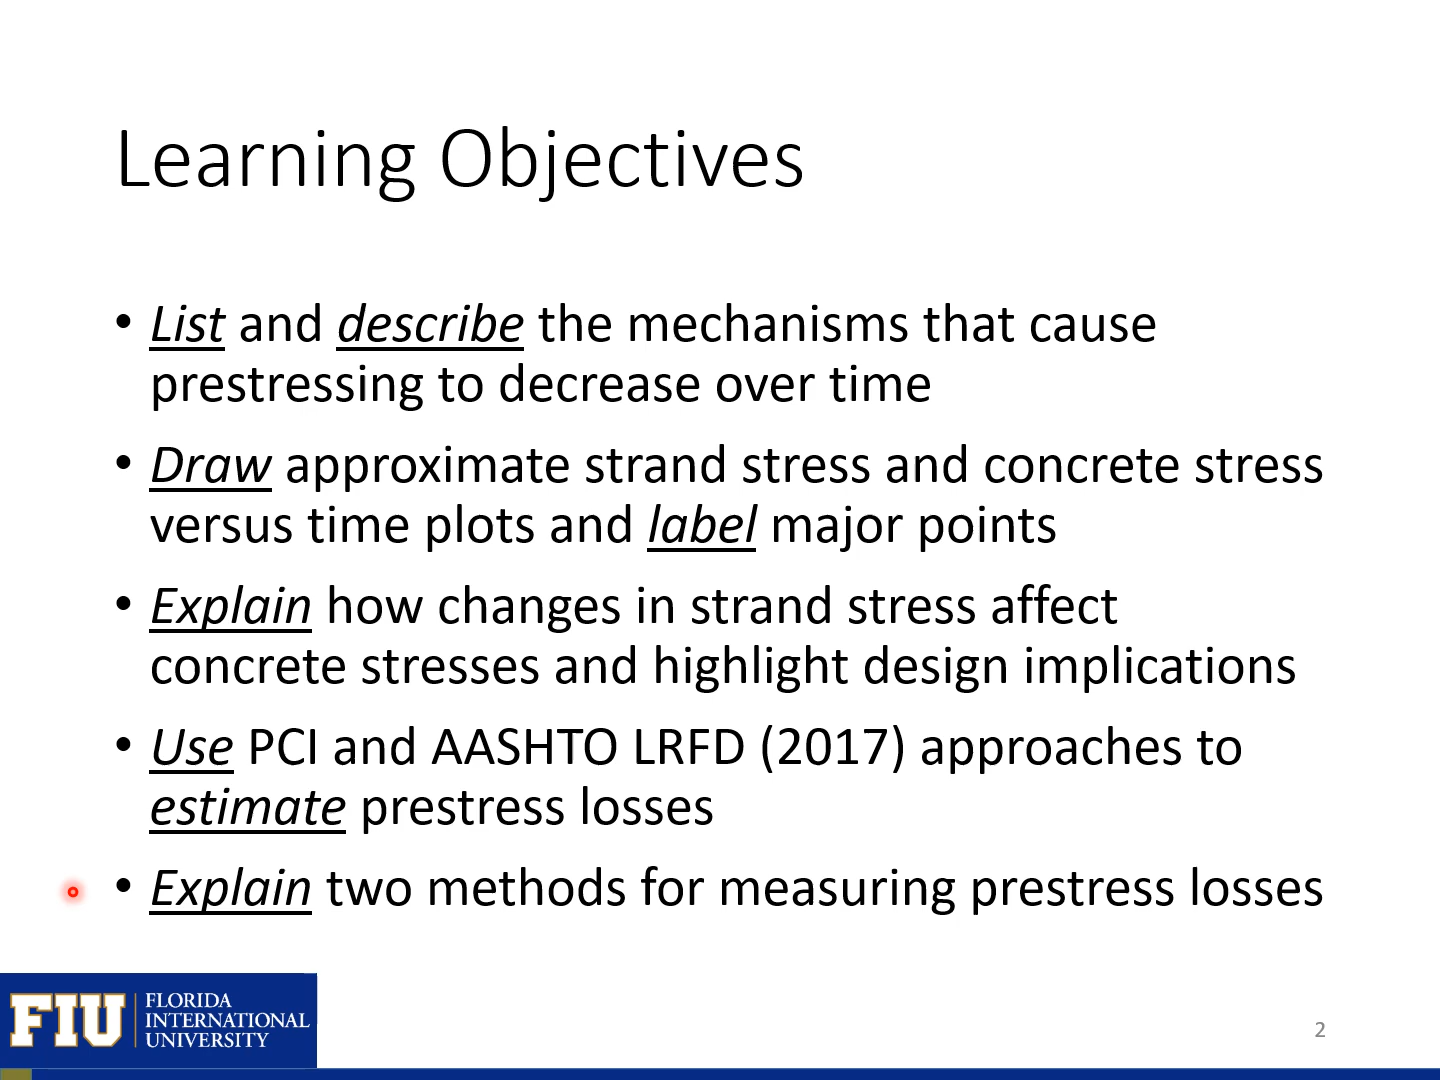 Learning Objectives
• List and describe the mechanisms that cause
prestressing to decrease over time
• Draw approximate strand stress and concrete stress
versus time plots and label major points
• Explain how changes in strand stress affect
concrete stresses and highlight design implications
• Use PCI and AASHTO LRFD (2017) approaches to
estimate prestress losses
• Explain two methods for measuring prestress losses
FIU
FLORIDA
INTERNATIONAL
UNIVERSITY
2